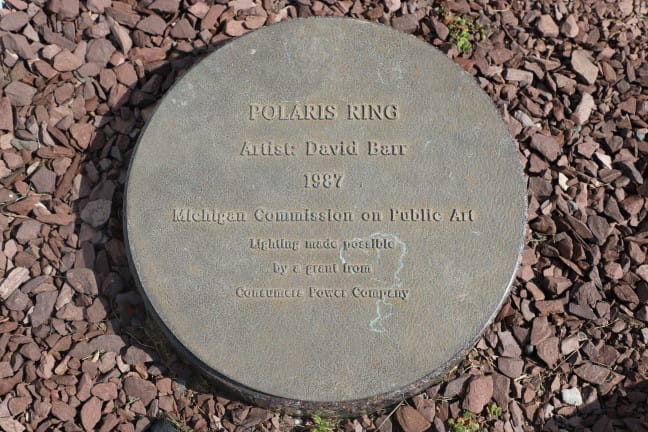 POLARIS RING
Artist: David Barr
1987
Michigan Commission on Public Art
Lighting made possible
by a grant from
Consumers Power Company